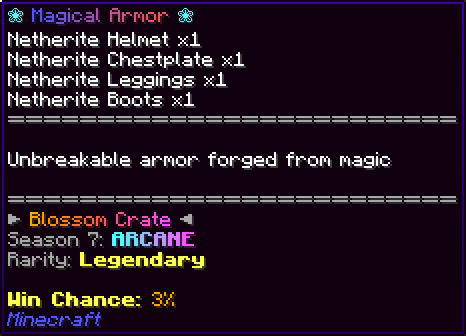 ❀ Magical Armor ❀
Netherite Helmet x1
Netherite Chestplate x1
Netherite Leggings x1
Netherite Boots x1
==============================
Unbreakable armor forged from magic
==============================
► Blossom Crate ◄
Season 7: ARCANE
Rarity: Legendary
Win Chance: 3%
Minecraft